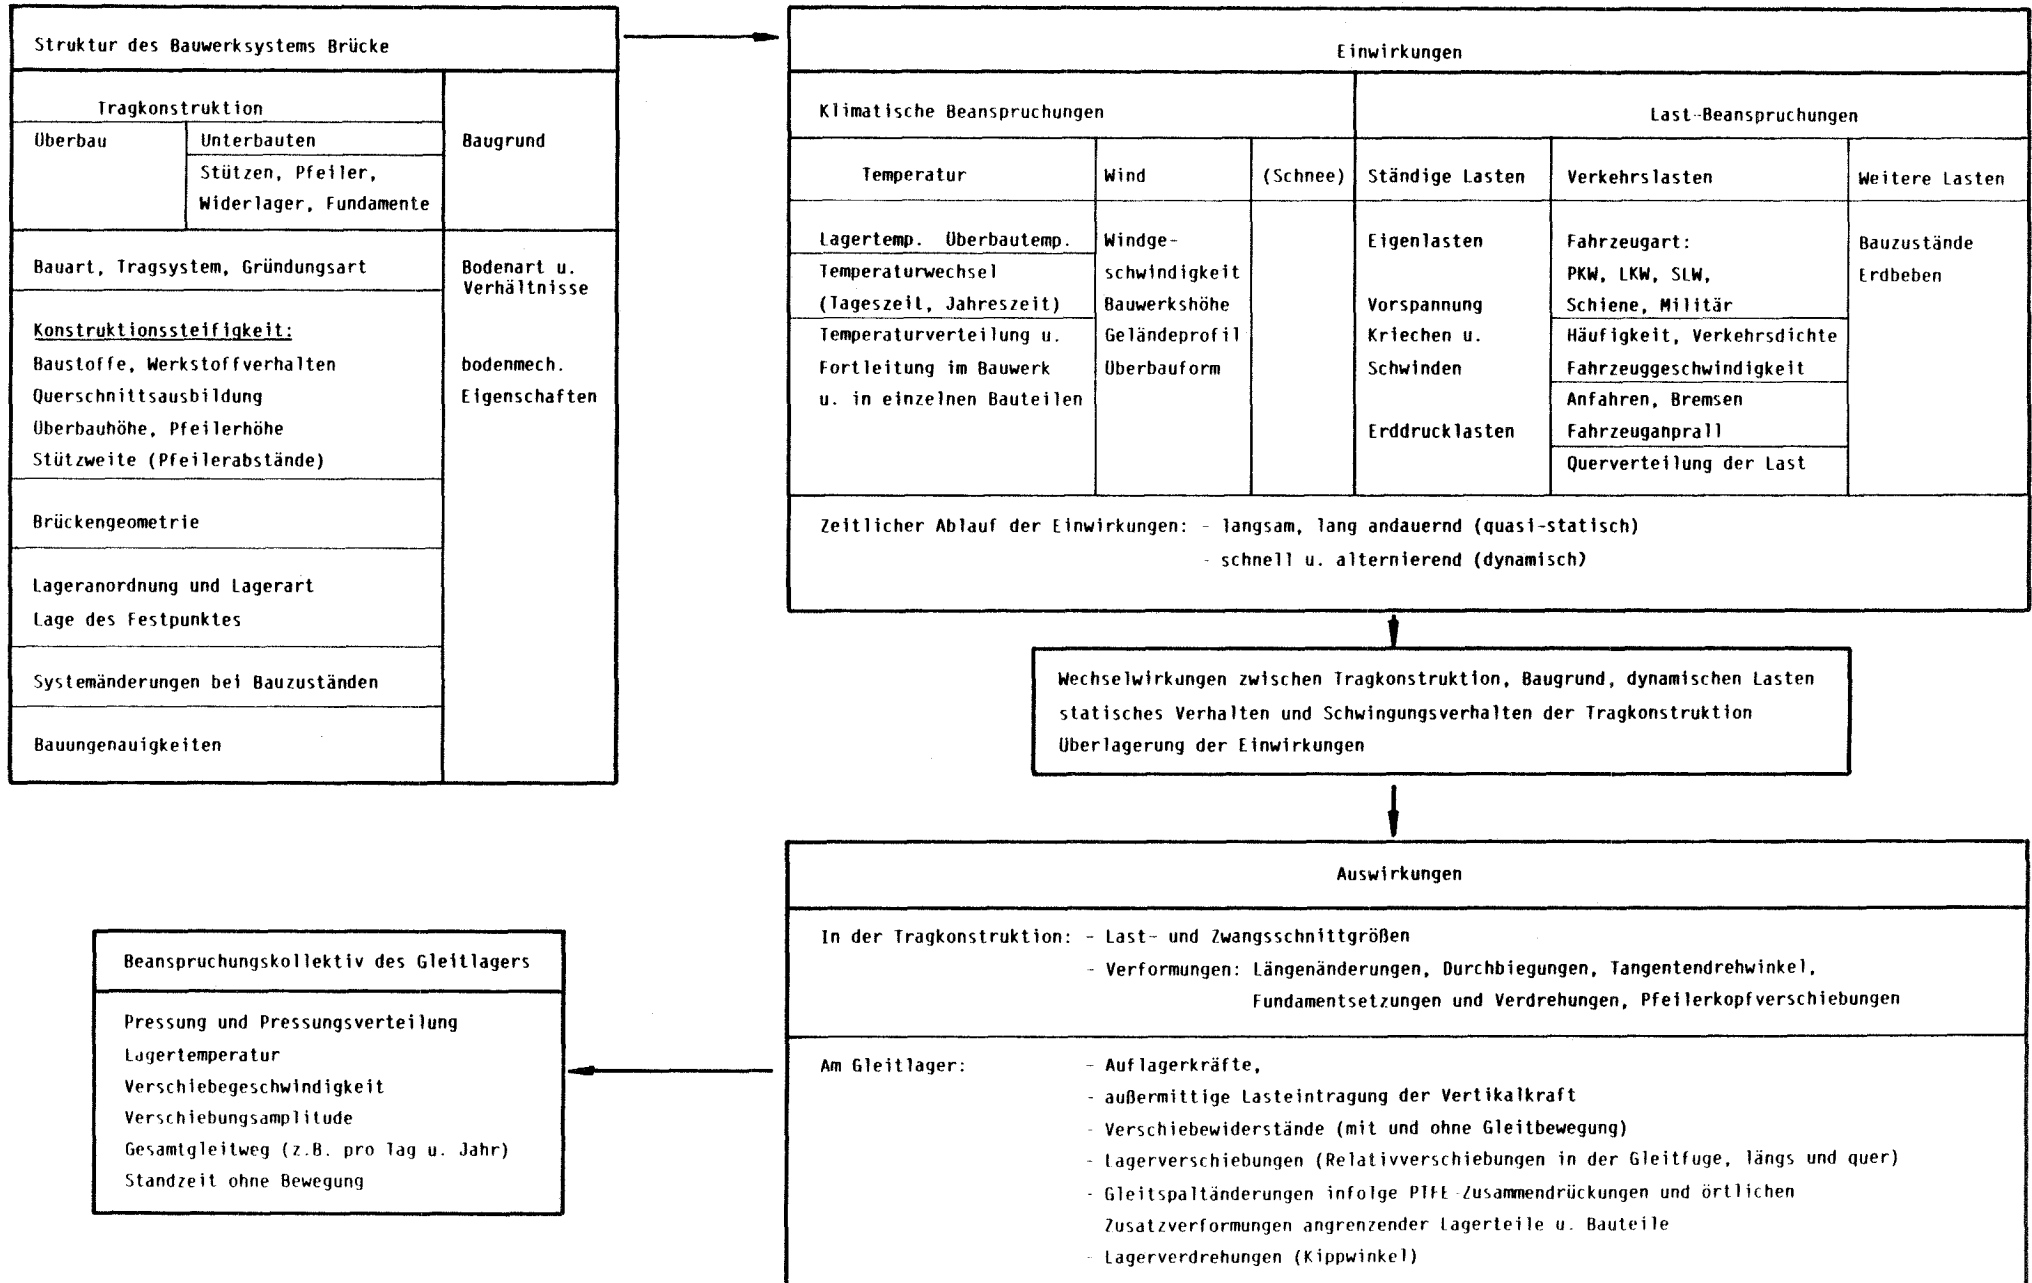 Struktur des Bauwerksystems Brücke
Tragkonstruktion
Überbau
Unterbauten
Stützen, Pfeiler,
Widerlager, Fundamente
Baugrund
Bauart, Tragsystem, Gründungsart
Konstruktionssteifigkeit:
Baustoffe, Werkstoffverhalten
Querschnittsausbildung
Überbauhöhe, Pfeilerhöhe
Stützweite (Pfeilerabstände)
Brückengeometrie
Lageranordnung und Lagerart
Lage des Festpunktes
Systemänderungen bei Bauzuständen
Bauungenauigkeiten
Bodenart u.
Verhältnisse
bodenmech.
Eigenschaften
Einwirkungen
Klimatische Beanspruchungen
Last-Beanspruchungen
Temperatur
Wind
(Schnee)
Ständige Lasten
Verkehrslasten
Weitere Lasten
Lagertemp. Überbautemp.
Temperaturwechsel
(Tageszeit, Jahreszeit)
Temperaturverteilung u.
Fortleitung im Bauwerk
u. in einzelnen Bauteilen
Windge-
schwindigkeit
Bauwerkshöhe
Geländeprofil
Überbauform
Eigenlasten
Vorspannung
Kriechen u.
Schwinden
Erddrucklasten
Fahrzeugart:
PKW, LKW, SLW,
Schiene, Militär
Häufigkeit, Verkehrsdichte
Fahrzeuggeschwindigkeit
Anfahren, Bremsen
Fahrzeuganprall
Querverteilung der Last
Bauzustände
Erdbeben
Zeitlicher Ablauf der Einwirkungen: - langsam, lang andauernd (quasi-statisch)
- schnell u. alternierend (dynamisch)
Wechselwirkungen zwischen Tragkonstruktion, Baugrund, dynamischen Lasten
statisches Verhalten und Schwingungsverhalten der Tragkonstruktion
Überlagerung der Einwirkungen
Auswirkungen
In der Tragkonstruktion: - Last- und Zwangsschnittgrößen
- Verformungen: Längenänderungen, Durchbiegungen, Tangentendrehwinkel,
Fundamentsetzungen und Verdrehungen, Pfeilerkopfverschiebungen
Am Gleitlager: - Auflagerkräfte,
- außermittige Lasteintragung der Vertikalkraft
- Verschiebewiderstände (mit und ohne Gleitbewegung)
- Lagerverschiebungen (Relativverschiebungen in der Gleitfuge, längs und quer)
- Gleitspaltänderungen infolge PTFE-Zusammendrückungen und örtlichen
Zusatzverformungen angrenzender Lagerteile u. Bauteile
- Lagerverdrehungen (Kippwinkel)
Beanspruchungskollektiv des Gleitlagers
Pressung und Pressungsverteilung
Lagertemperatur
Verschiebegeschwindigkeit
Verschiebungsamplitude
Gesamtgleitweg (z.B. pro Tag u. Jahr)
Standzeit ohne Bewegung